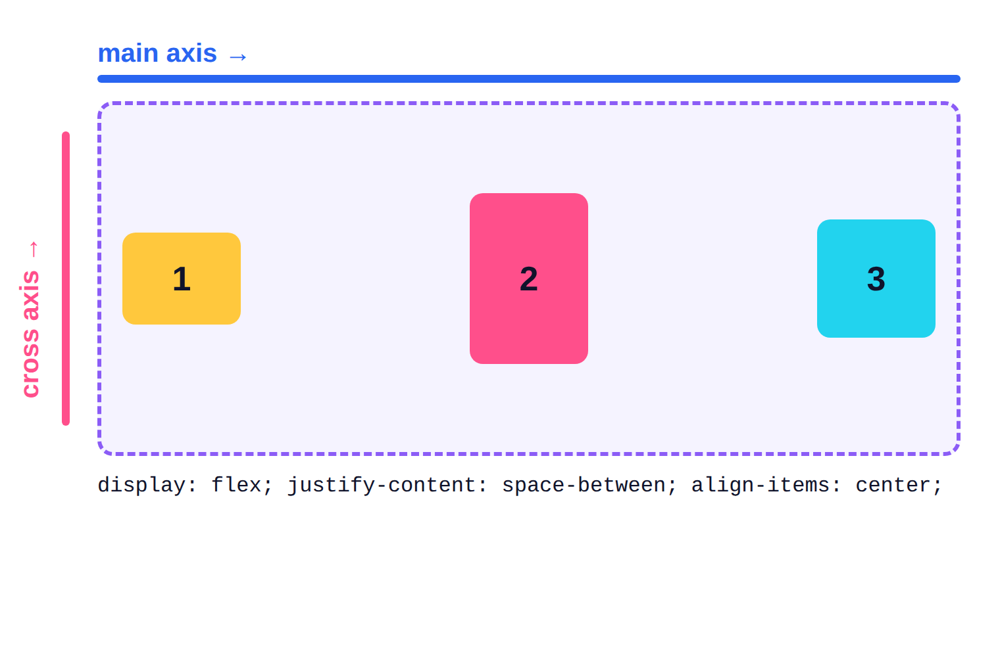 main axis →
cross axis →
1
2
3
display: flex; justify-content: space-between; align-items: center;